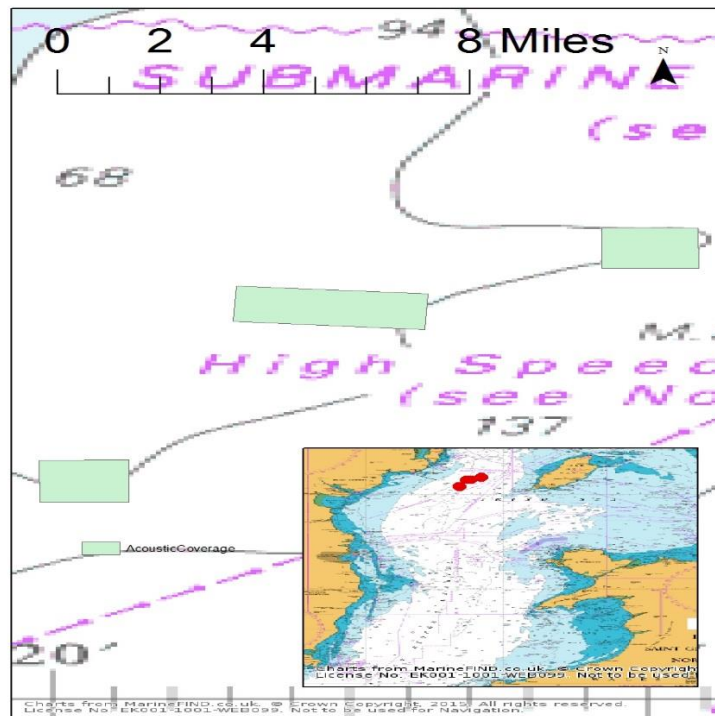 0 2 4 8 Miles
94
N
SUBMARINE
(se
68
High Speed
(see No
137
AcousticCoverage
20'
Charts from MarineFIND.co.uk. © Crown Copyright
License No. EK001-1001-WEB099. Not to be used
Charts from MarineFIND.co.uk. © Crown Copyright, 2015. All rights reserved.
License No. EK001-1001-WEB099. Not to be used for Navigation.